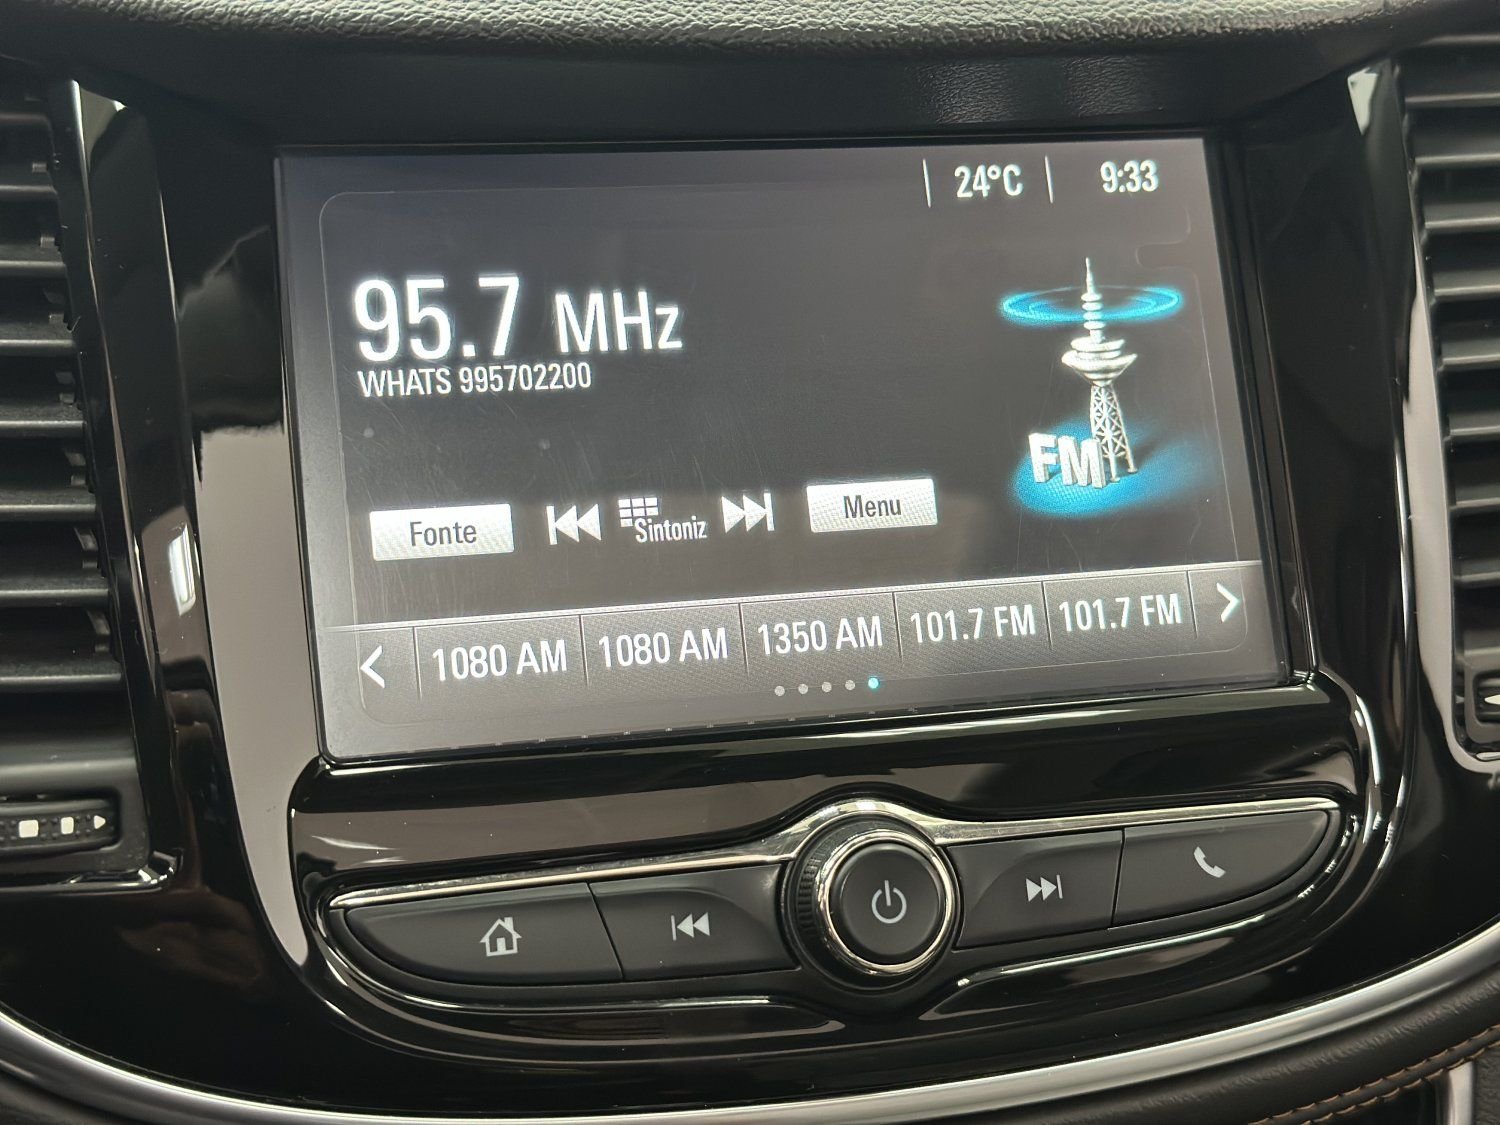 24°C 9:33
95.7 MHz
WHATS 995702200
FM
Fonte Sintoniz Menu
1080 AM 1080 AM 1350 AM 101.7 FM 101.7 FM